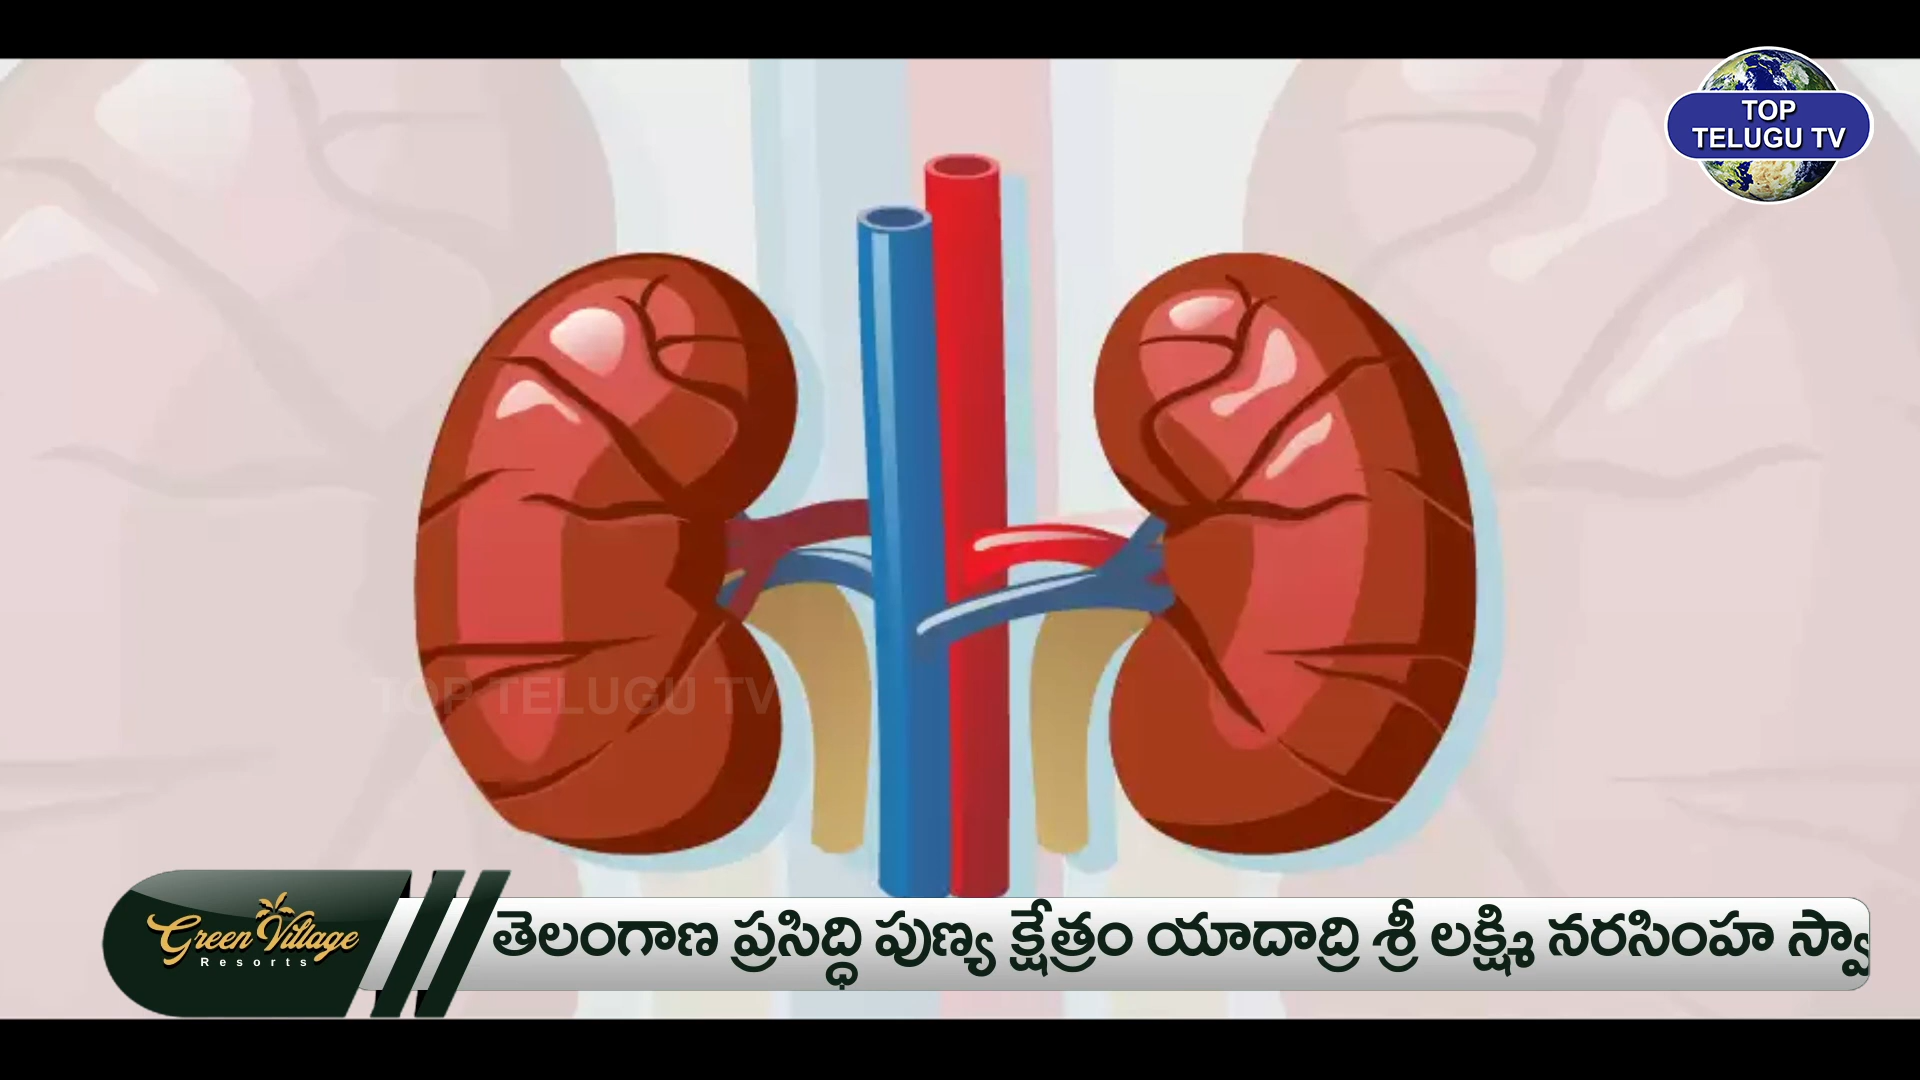 TOP
TELUGU TV
TOP TELUGU TV
Green Village
Resorts
తెలంగాణ ప్రసిద్ధి పుణ్య క్షేత్రం యాదాద్రి శ్రీ లక్ష్మి నరసింహ స్వా